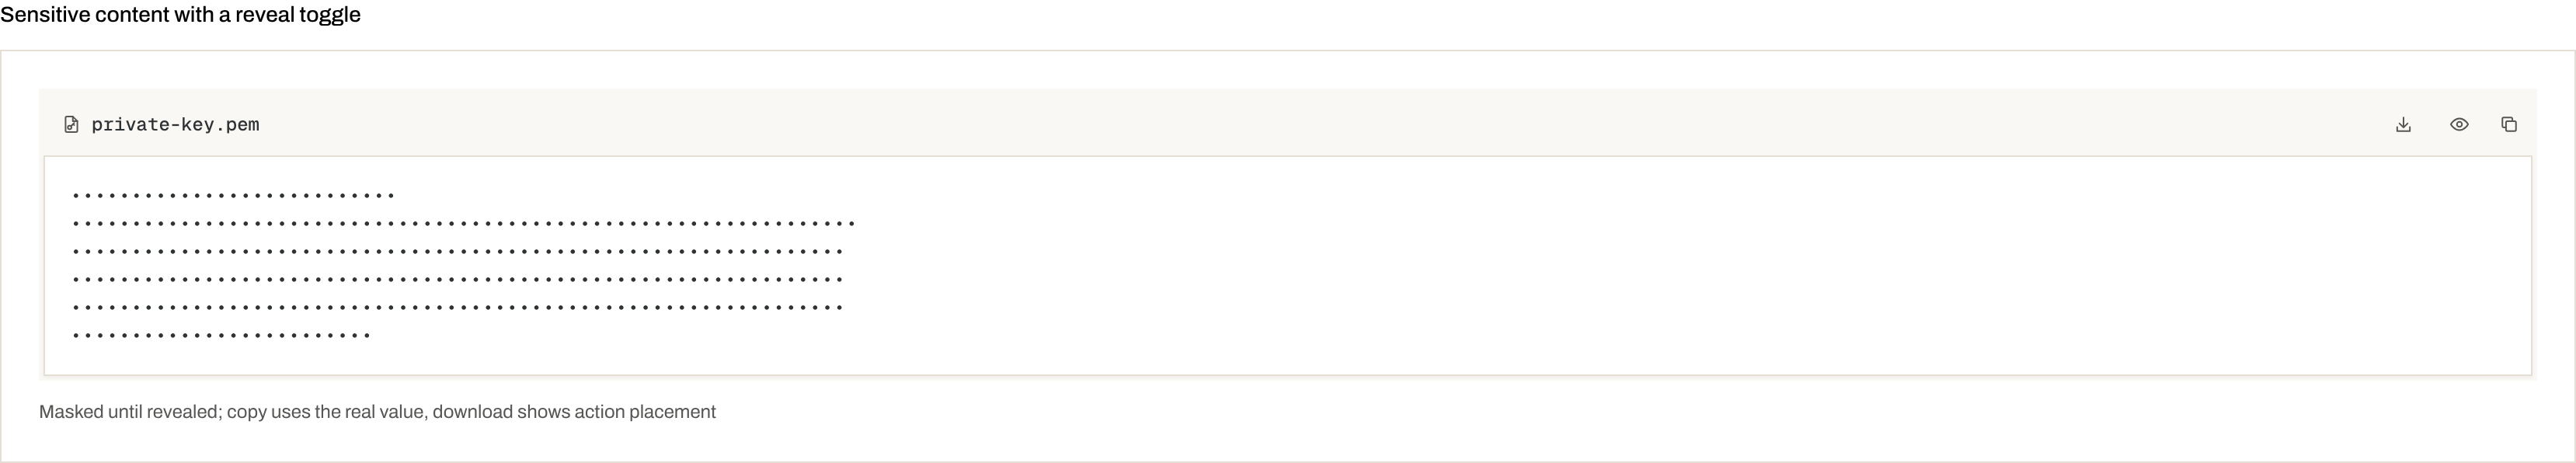 Sensitive content with a reveal toggle
private-key.pem
•••••••••••••••••••••••••••
•••••••••••••••••••••••••••••••••••••••••••••••••••••••••••••••••
••••••••••••••••••••••••••••••••••••••••••••••••••••••••••••••••
••••••••••••••••••••••••••••••••••••••••••••••••••••••••••••••••
••••••••••••••••••••••••••••••••••••••••••••••••••••••••••••••••
•••••••••••••••••••••••••
Masked until revealed; copy uses the real value, download shows action placement